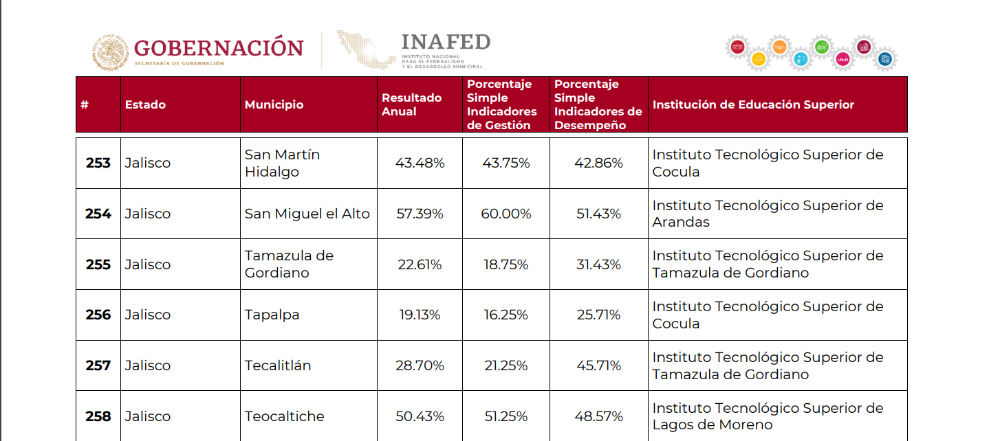 GOBERNACIÓN
SECRETARÍA DE GOBERNACIÓN
INAFED
INSTITUTO NACIONAL
PARA EL FEDERALISMO
Y EL DESARROLLO MUNICIPAL
#
Estado
Municipio
Resultado
Anual
Porcentaje
Simple
Indicadores
de Gestión
Porcentaje
Simple
Indicadores de
Desempeño
Institución de Educación Superior
253
Jalisco
San Martín
Hidalgo
43.48%
43.75%
42.86%
Instituto Tecnológico Superior de
Cocula
254
Jalisco
San Miguel el Alto
57.39%
60.00%
51.43%
Instituto Tecnológico Superior de
Arandas
255
Jalisco
Tamazula de
Gordiano
22.61%
18.75%
31.43%
Instituto Tecnológico Superior de
Tamazula de Gordiano
256
Jalisco
Tapalpa
19.13%
16.25%
25.71%
Instituto Tecnológico Superior de
Cocula
257
Jalisco
Tecalitlán
28.70%
21.25%
45.71%
Instituto Tecnológico Superior de
Tamazula de Gordiano
258
Jalisco
Teocaltiche
50.43%
51.25%
48.57%
Instituto Tecnológico Superior de
Lagos de Moreno